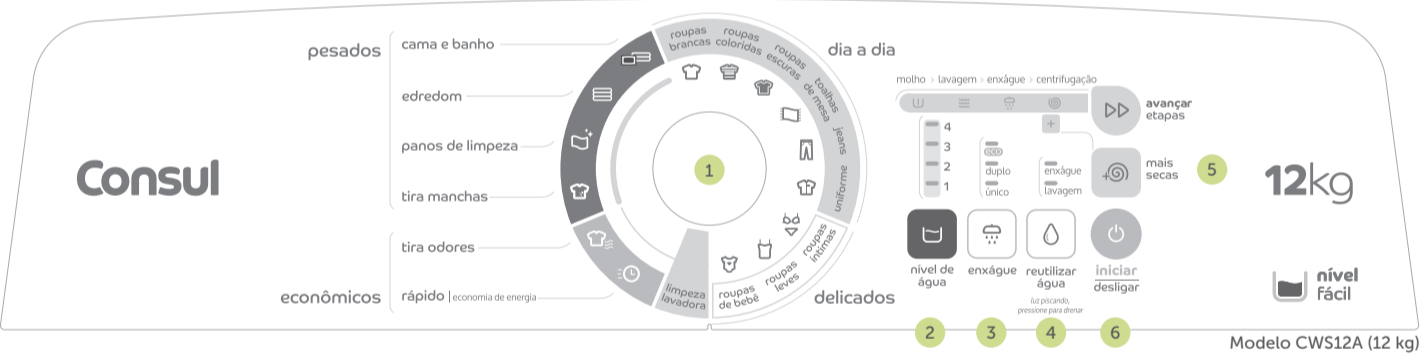 Consul
pesados
cama e banho
edredom
panos de limpeza
tira manchas
econômicos
tira odores
rápido | economia de energia
roupas
brancas
roupas
coloridas
roupas
escuras
toalhas
de mesa
jeans
uniforme
dia a dia
roupas
íntimas
roupas
leves
roupas
de bebê
delicados
limpeza
lavadora
1
molho > lavagem > enxágue > centrifugação
avançar
etapas
+
4
3
2
1
duplo
único
enxágue
lavagem
mais
secas
5
nível de
água
enxágue
reutilizar
água
luz piscando,
pressione para drenar
iniciar
desligar
2
3
4
6
12kg
nível
fácil
Modelo CWS12A (12 kg)